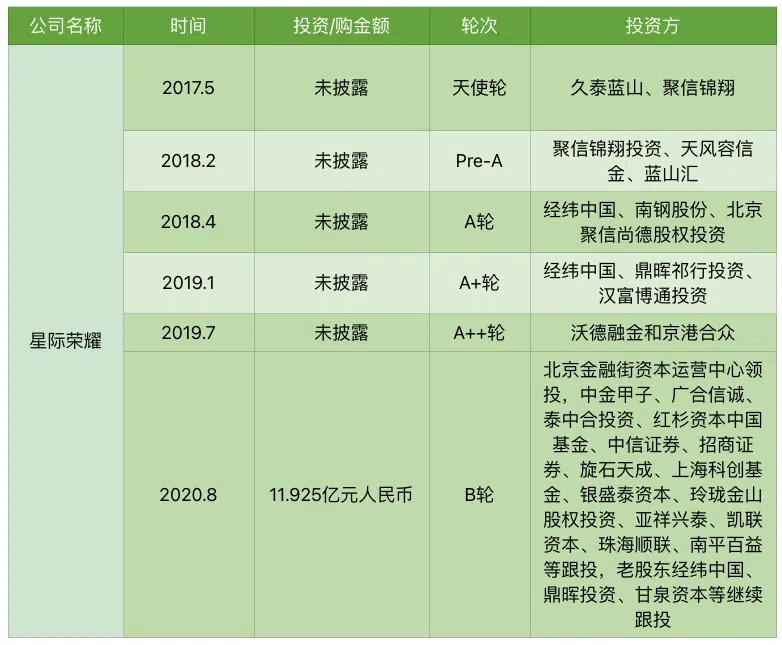 公司名称 时间 投资/购金额 轮次 投资方
星际荣耀
2017.5 未披露 天使轮 久泰蓝山、聚信锦翔
2018.2 未披露 Pre-A 聚信锦翔投资、天风容信
金、蓝山汇
2018.4 未披露 A轮 经纬中国、南钢股份、北京
聚信尚德股权投资
2019.1 未披露 A+轮 经纬中国、鼎晖祁行投资、
汉富博通投资
2019.7 未披露 A++轮 沃德融金和京港合众
2020.8 11.925亿元人民币 B轮 北京金融街资本运营中心领
投，中金甲子、广合信诚、
泰中合投资、红杉资本中国
基金、中信证券、招商证
券、旋石天成、上海科创基
金、银盛泰资本、玲珑金山
股权投资、亚祥兴泰、凯联
资本、珠海顺联、南平百益
等跟投，老股东经纬中国、
鼎晖投资、甘泉资本等继续
跟投